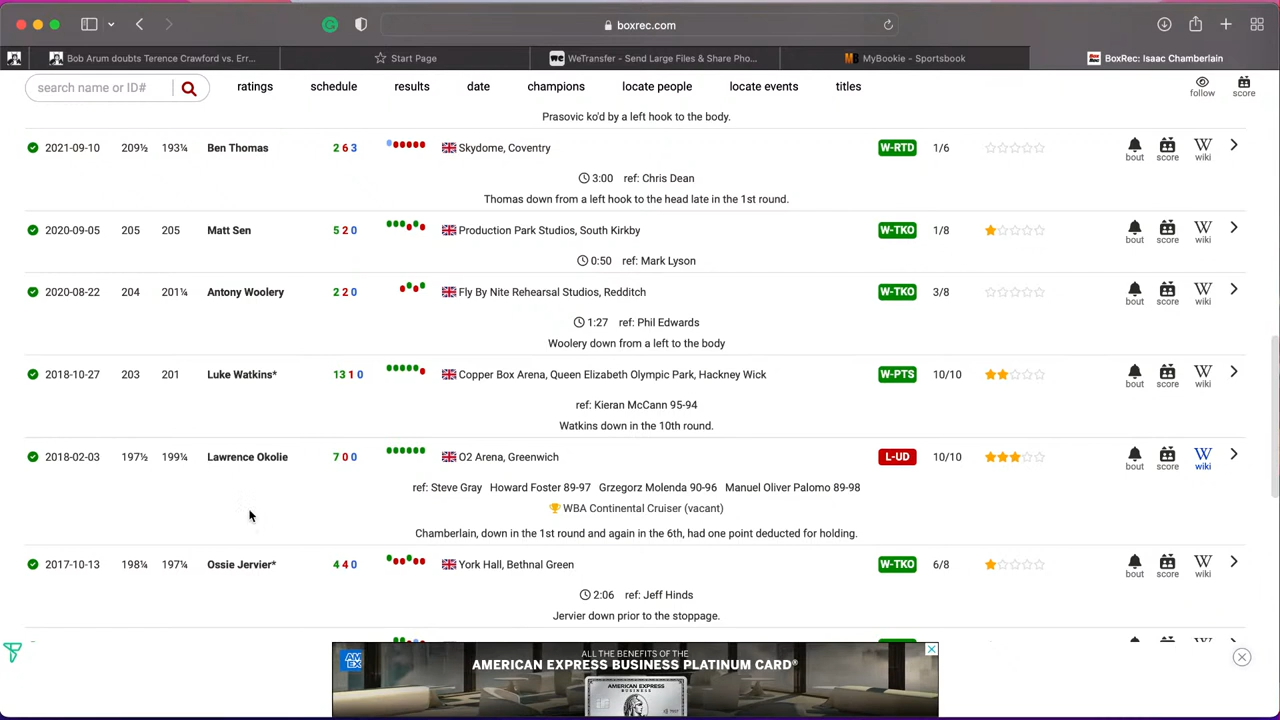 boxrec.com
Bob Arum doubts Terence Crawford vs. Err...
Start Page
WeTransfer - Send Large Files & Share Pho...
MyBookie - Sportsbook
BoxRec: Isaac Chamberlain
search name or ID#
ratings schedule results date champions locate people locate events titles
follow score
Prasovic ko'd by a left hook to the body.
2021-09-10 209½ 193¾ Ben Thomas 2 6 3 Skydome, Coventry W-RTD 1/6
bout score wiki
3:00 ref: Chris Dean
Thomas down from a left hook to the head late in the 1st round.
2020-09-05 205 205 Matt Sen 5 2 0 Production Park Studios, South Kirkby W-TKO 1/8
bout score wiki
0:50 ref: Mark Lyson
2020-08-22 204 201¼ Antony Woolery 2 2 0 Fly By Nite Rehearsal Studios, Redditch W-TKO 3/8
bout score wiki
1:27 ref: Phil Edwards
Woolery down from a left to the body
2018-10-27 203 201 Luke Watkins* 13 1 0 Copper Box Arena, Queen Elizabeth Olympic Park, Hackney Wick W-PTS 10/10
bout score wiki
ref: Kieran McCann 95-94
Watkins down in the 10th round.
2018-02-03 197½ 199¼ Lawrence Okolie 7 0 0 O2 Arena, Greenwich L-UD 10/10
bout score wiki
ref: Steve Gray Howard Foster 89-97 Grzegorz Molenda 90-96 Manuel Oliver Palomo 89-98
WBA Continental Cruiser (vacant)
Chamberlain, down in the 1st round and again in the 6th, had one point deducted for holding.
2017-10-13 198¼ 197¼ Ossie Jervier* 4 4 0 York Hall, Bethnal Green W-TKO 6/8
bout score wiki
2:06 ref: Jeff Hinds
Jervier down prior to the stoppage.
ALL THE BENEFITS OF THE
AMERICAN EXPRESS BUSINESS PLATINUM CARD®
AMERICAN EXPRESS